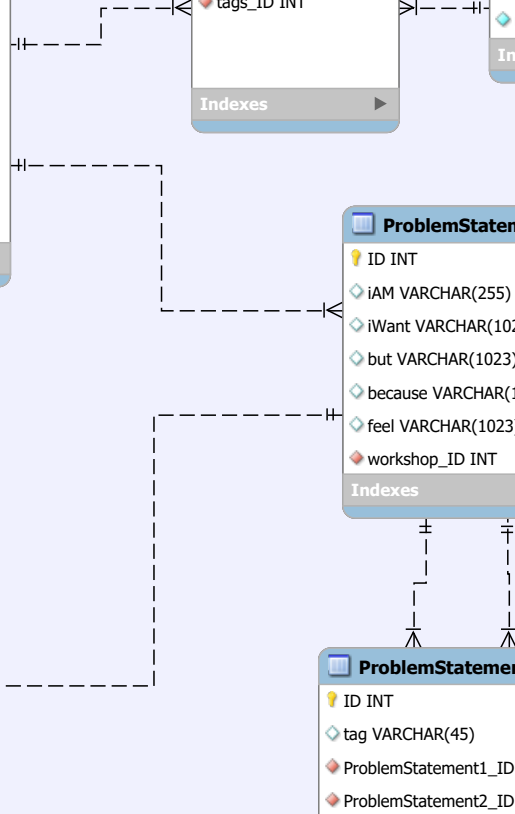 tags_ID INT
Indexes
In
ProblemStatem
ID INT
iAM VARCHAR(255)
iWant VARCHAR(102
but VARCHAR(1023)
because VARCHAR(1
feel VARCHAR(1023)
workshop_ID INT
Indexes
ProblemStatemen
ID INT
tag VARCHAR(45)
ProblemStatement1_ID
ProblemStatement2_ID